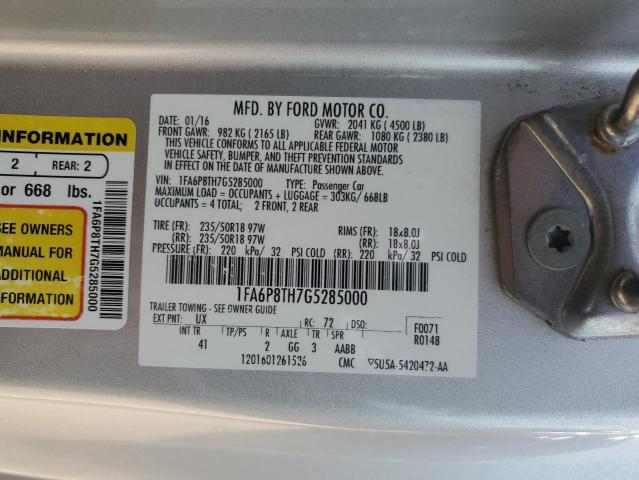 INFORMATION
2 REAR: 2
or 668 lbs.
SEE OWNERS
MANUAL FOR
ADDITIONAL
INFORMATION
1FA6P8TH7G5285000
MFD. BY FORD MOTOR CO.
DATE: 01/16 GVWR: 2041 KG ( 4500 LB)
FRONT GAWR: 982 KG ( 2165 LB) REAR GAWR: 1080 KG ( 2380 LB)
THIS VEHICLE CONFORMS TO ALL APPLICABLE FEDERAL MOTOR
VEHICLE SAFETY, BUMPER, AND THEFT PREVENTION STANDARDS
IN EFFECT ON THE DATE OF MANUFACTURE SHOWN ABOVE.
VIN: 1FA6P8TH7G5285000 TYPE: Passenger Car
MAXIMUM LOAD = OCCUPANTS + LUGGAGE = 303KG/ 668LB
OCCUPANTS = 4 TOTAL; 2 FRONT, 2 REAR
TIRE (FR): 235/50R18 97W RIMS (FR): 18x8.0J
(RR): 235/50R18 97W (RR): 18x8.0J
PRESSURE (FR): 220 kPa/ 32 PSI COLD (RR): 220 kPa/ 32 PSI COLD
1FA6P8TH7G5285000
TRAILER TOWING - SEE OWNER GUIDE
EXT PNT: UX RC: 72 DSO: F0071
INT TR TP/PS R AXLE TR SPR R0148
41 2 GG 3 AABB
1201601261526 CMC 5U5A-5420472-AA